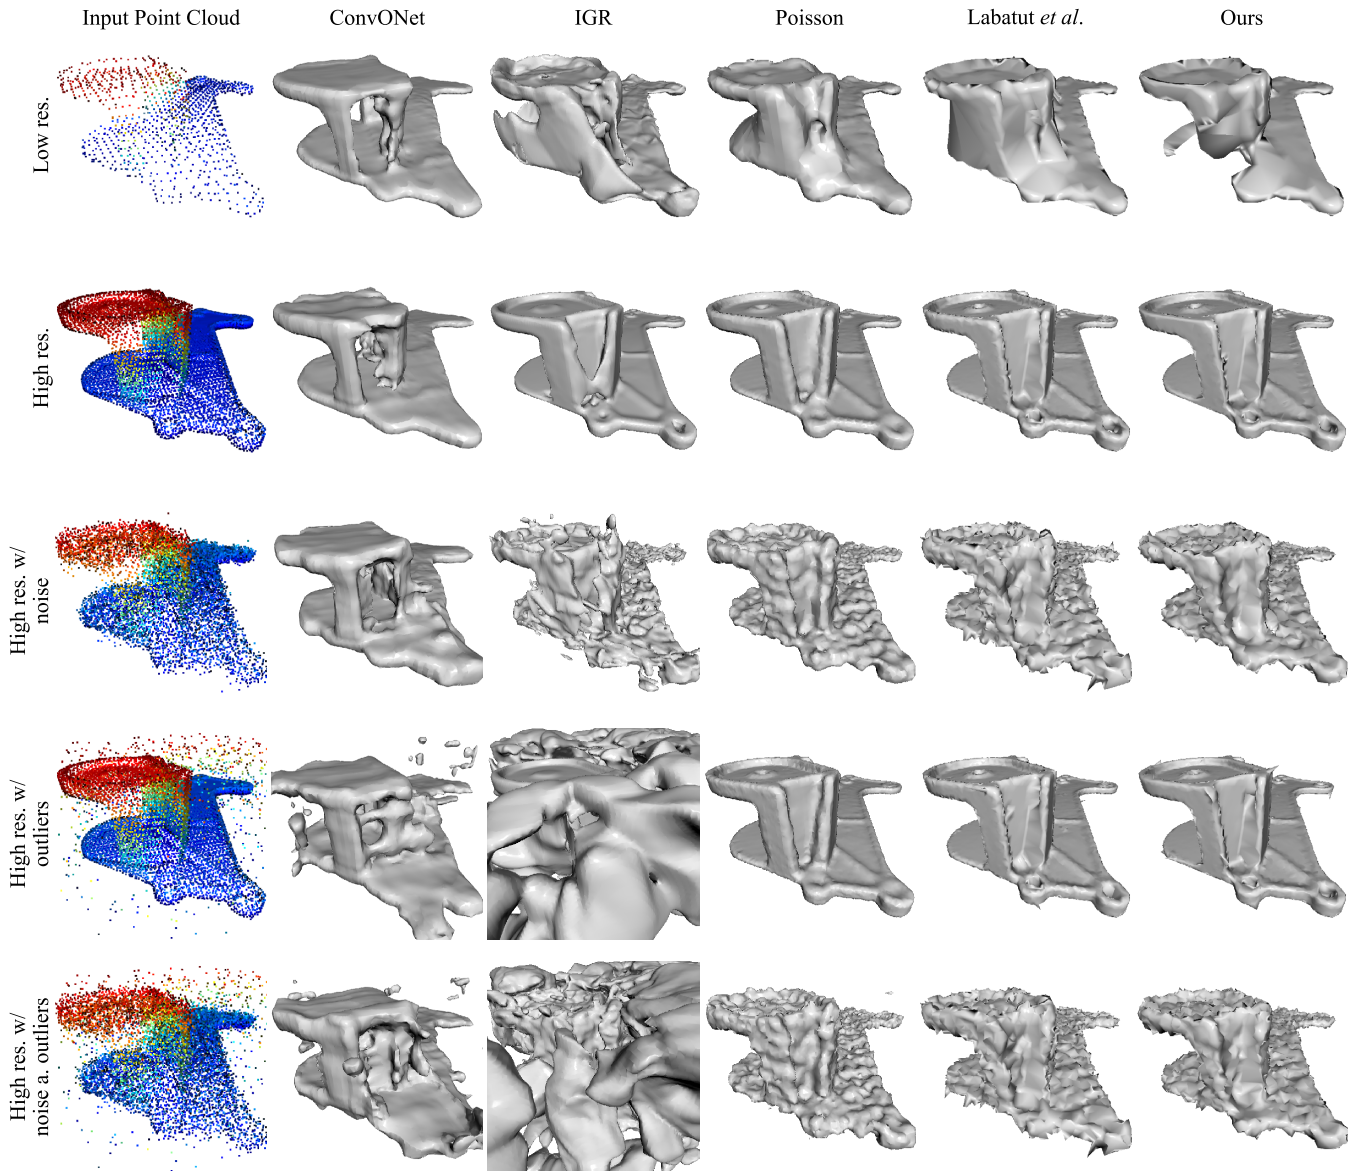 Input Point Cloud
ConvONet
IGR
Poisson
Labatut et al.
Ours
Low res.
High res.
High res. w/
noise
High res. w/
outliers
High res. w/
noise a. outliers